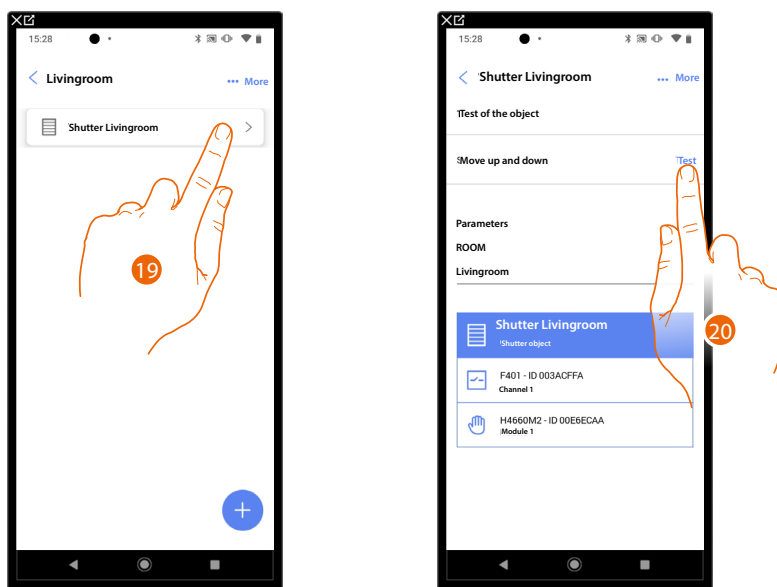 15:28
Livingroom
••• More
Shutter Livingroom
19
15:28
Shutter Livingroom
••• More
Test of the object
Move up and down
Test
Parameters
ROOM
Livingroom
Shutter Livingroom
Shutter object
F401 - ID 003ACFFA
Channel 1
H4660M2 - ID 00E6ECAA
Module 1
20